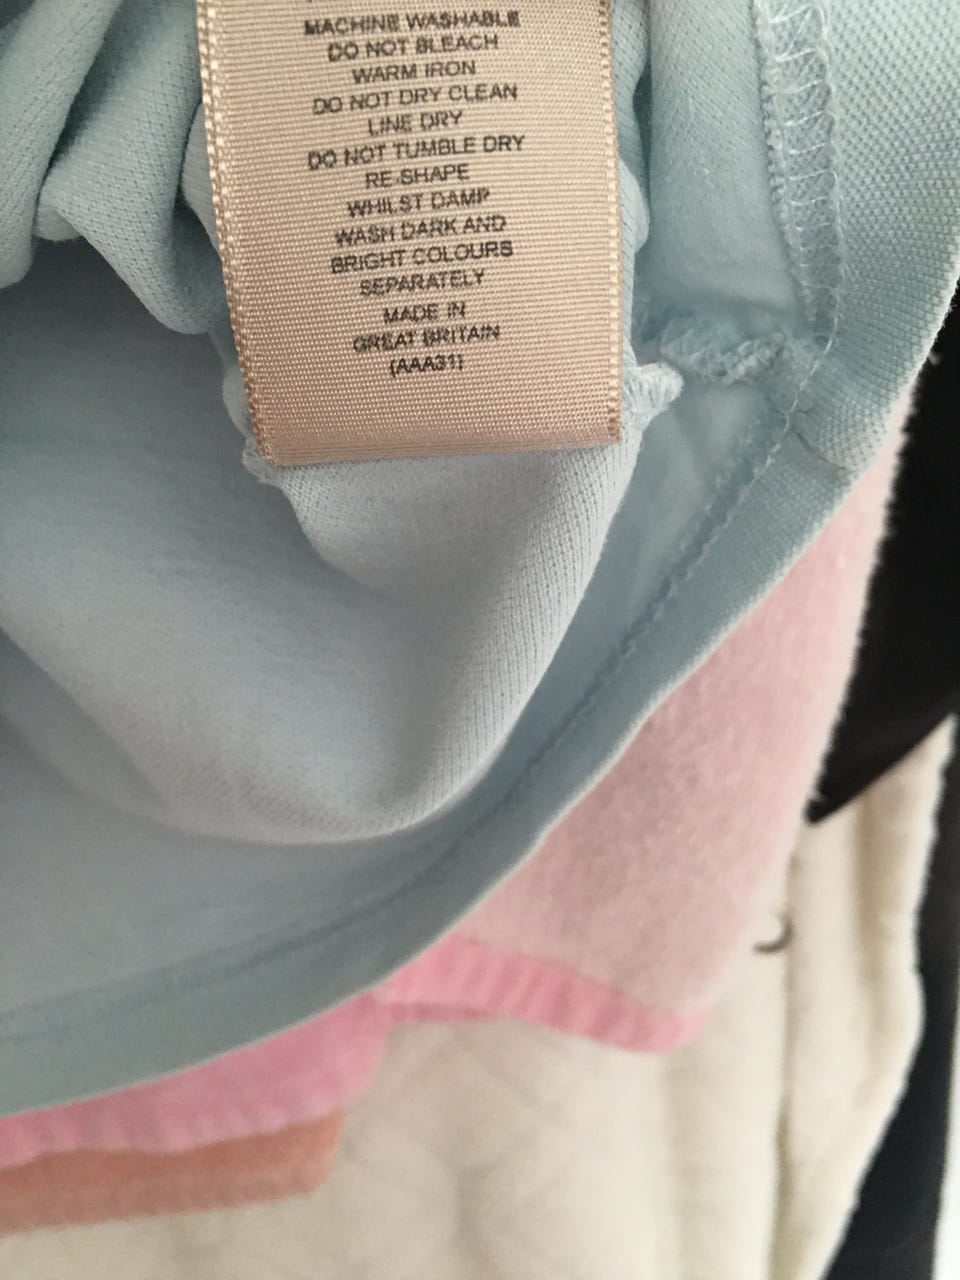 MACHINE WASHABLE
DO NOT BLEACH
WARM IRON
DO NOT DRY CLEAN
LINE DRY
DO NOT TUMBLE DRY
RE-SHAPE
WHILST DAMP
WASH DARK AND
BRIGHT COLOURS
SEPARATELY
MADE IN
GREAT BRITAIN
(AAA31)